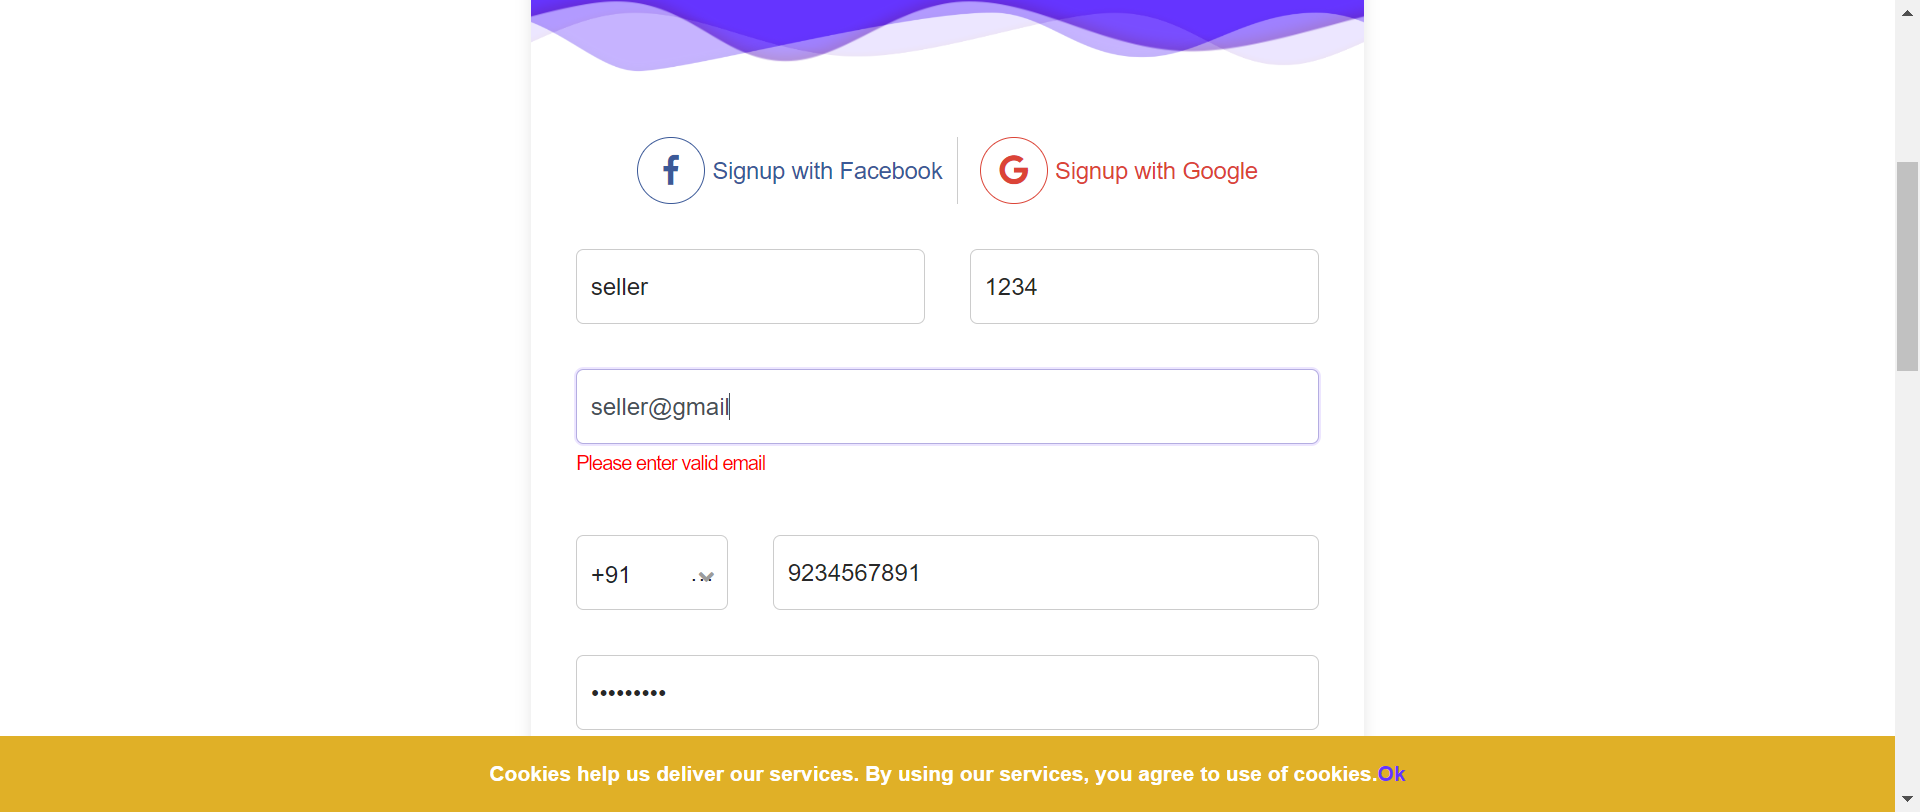 Signup with Facebook
Signup with Google
seller
1234
seller@gmail
Please enter valid email
+91 ...
9234567891
•••••••••
Cookies help us deliver our services. By using our services, you agree to use of cookies.Ok